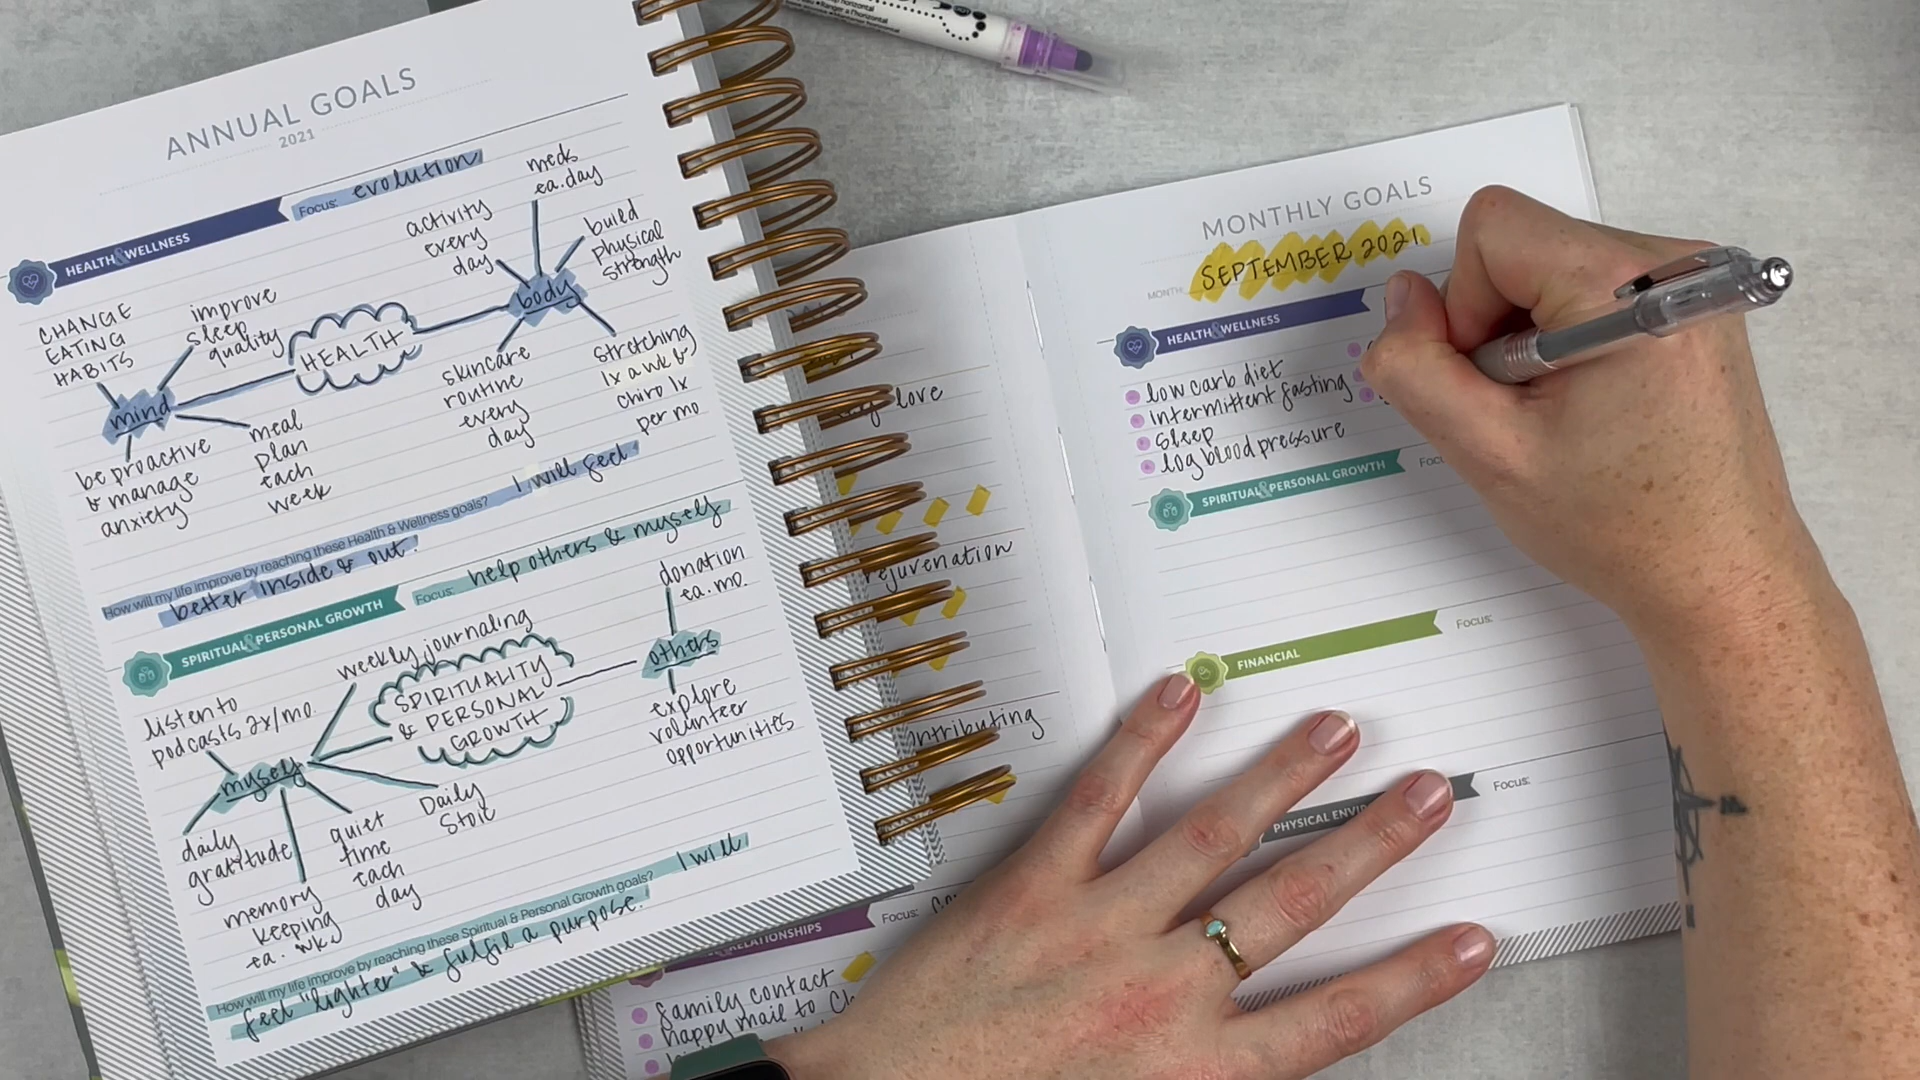 ANNUAL GOALS
2021
HEALTH & WELLNESS
Focus: evolution
CHANGE
EATING
HABITS
improve
sleep
quality
HEALTH
activity
every
day
meds
ea. day
build
physical
strength
body
mind
be proactive
& manage
anxiety
meal
plan
each
week
skincare
routine
every
day
stretching
1x a wk &
chiro 1x
per mo
How will my life improve by reaching these Health & Wellness goals? I will feel
better inside & out.
SPIRITUAL & PERSONAL GROWTH
Focus: help others & myself
listen to
podcasts 2x/mo.
weekly journaling
SPIRITUALITY
& PERSONAL
GROWTH
donation
ea. mo.
others
explore
volunteer
opportunities
myself
daily
gratitude
memory
keeping
ea. wk
quiet
time
each
day
Daily
Stoic
How will my life improve by reaching these Spiritual & Personal Growth goals? I will
feel "lighter" & fulfil a purpose.
love
rejuvenation
RELATIONSHIPS
Focus:
family contact
happy mail to
MONTHLY GOALS
MONTH: SEPTEMBER 2021
HEALTH & WELLNESS
low carb diet
intermittent fasting
sleep
log blood pressure
SPIRITUAL & PERSONAL GROWTH
FINANCIAL
Focus:
PHYSICAL
Focus: